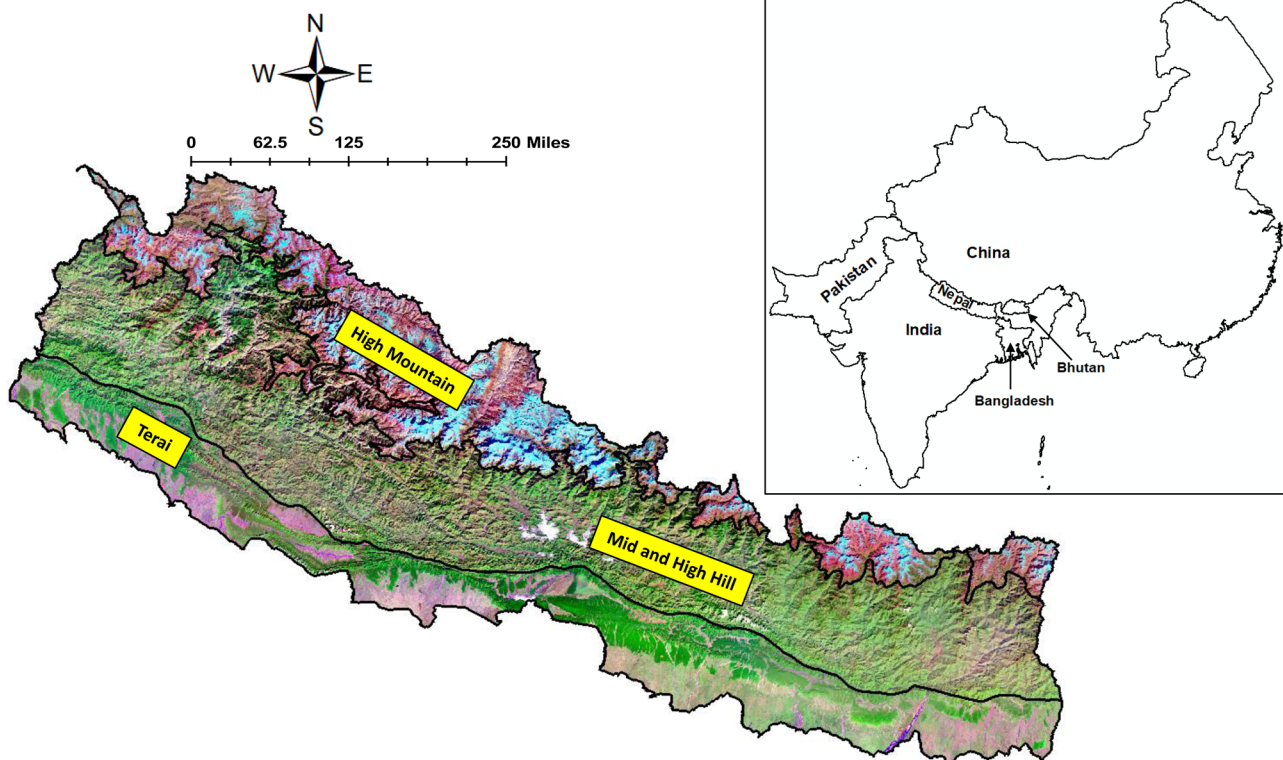 N
W E
S
0 62.5 125 250 Miles
High Mountain
Terai
Mid and High Hill
China
Pakistan
Nepal
India
Bhutan
Bangladesh